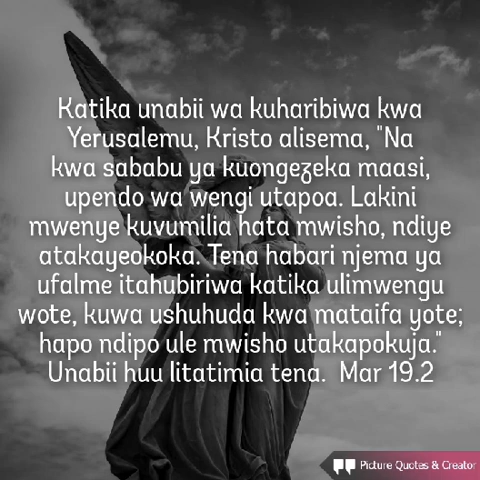 Katika unabii wa kuharibiwa kwa
Yerusalemu, Kristo alisema, "Na
kwa sababu ya kuongezeka maasi,
upendo wa wengi utapoa. Lakini
mwenye kuvumilia hata mwisho, ndiye
atakayeokoka. Tena habari njema ya
ufalme itahubiriwa katika ulimwengu
wote, kuwa ushuhuda kwa mataifa yote;
hapo ndipo ule mwisho utakapokuja."
Unabii huu litatimia tena.  Mar 19.2
Picture Quotes & Creator